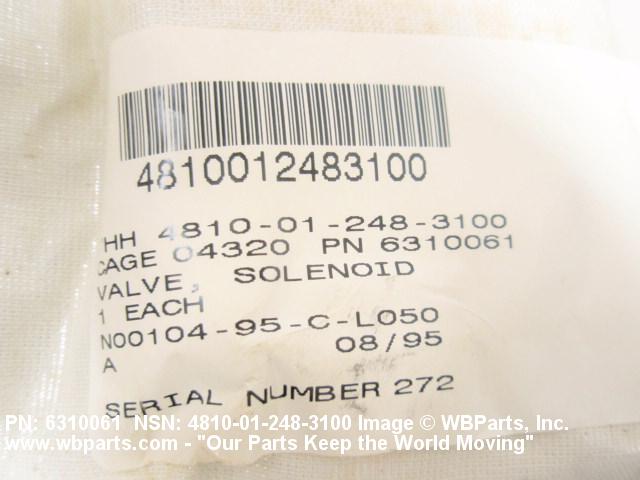 4810012483100
HH 4810-01-248-3100
CAGE 04320 PN 6310061
VALVE, SOLENOID
1 EACH
N00104-95-C-L050
A 08/95
SERIAL NUMBER 272
PN: 6310061 NSN: 4810-01-248-3100 Image © WBParts, Inc.
www.wbparts.com - "Our Parts Keep the World Moving"